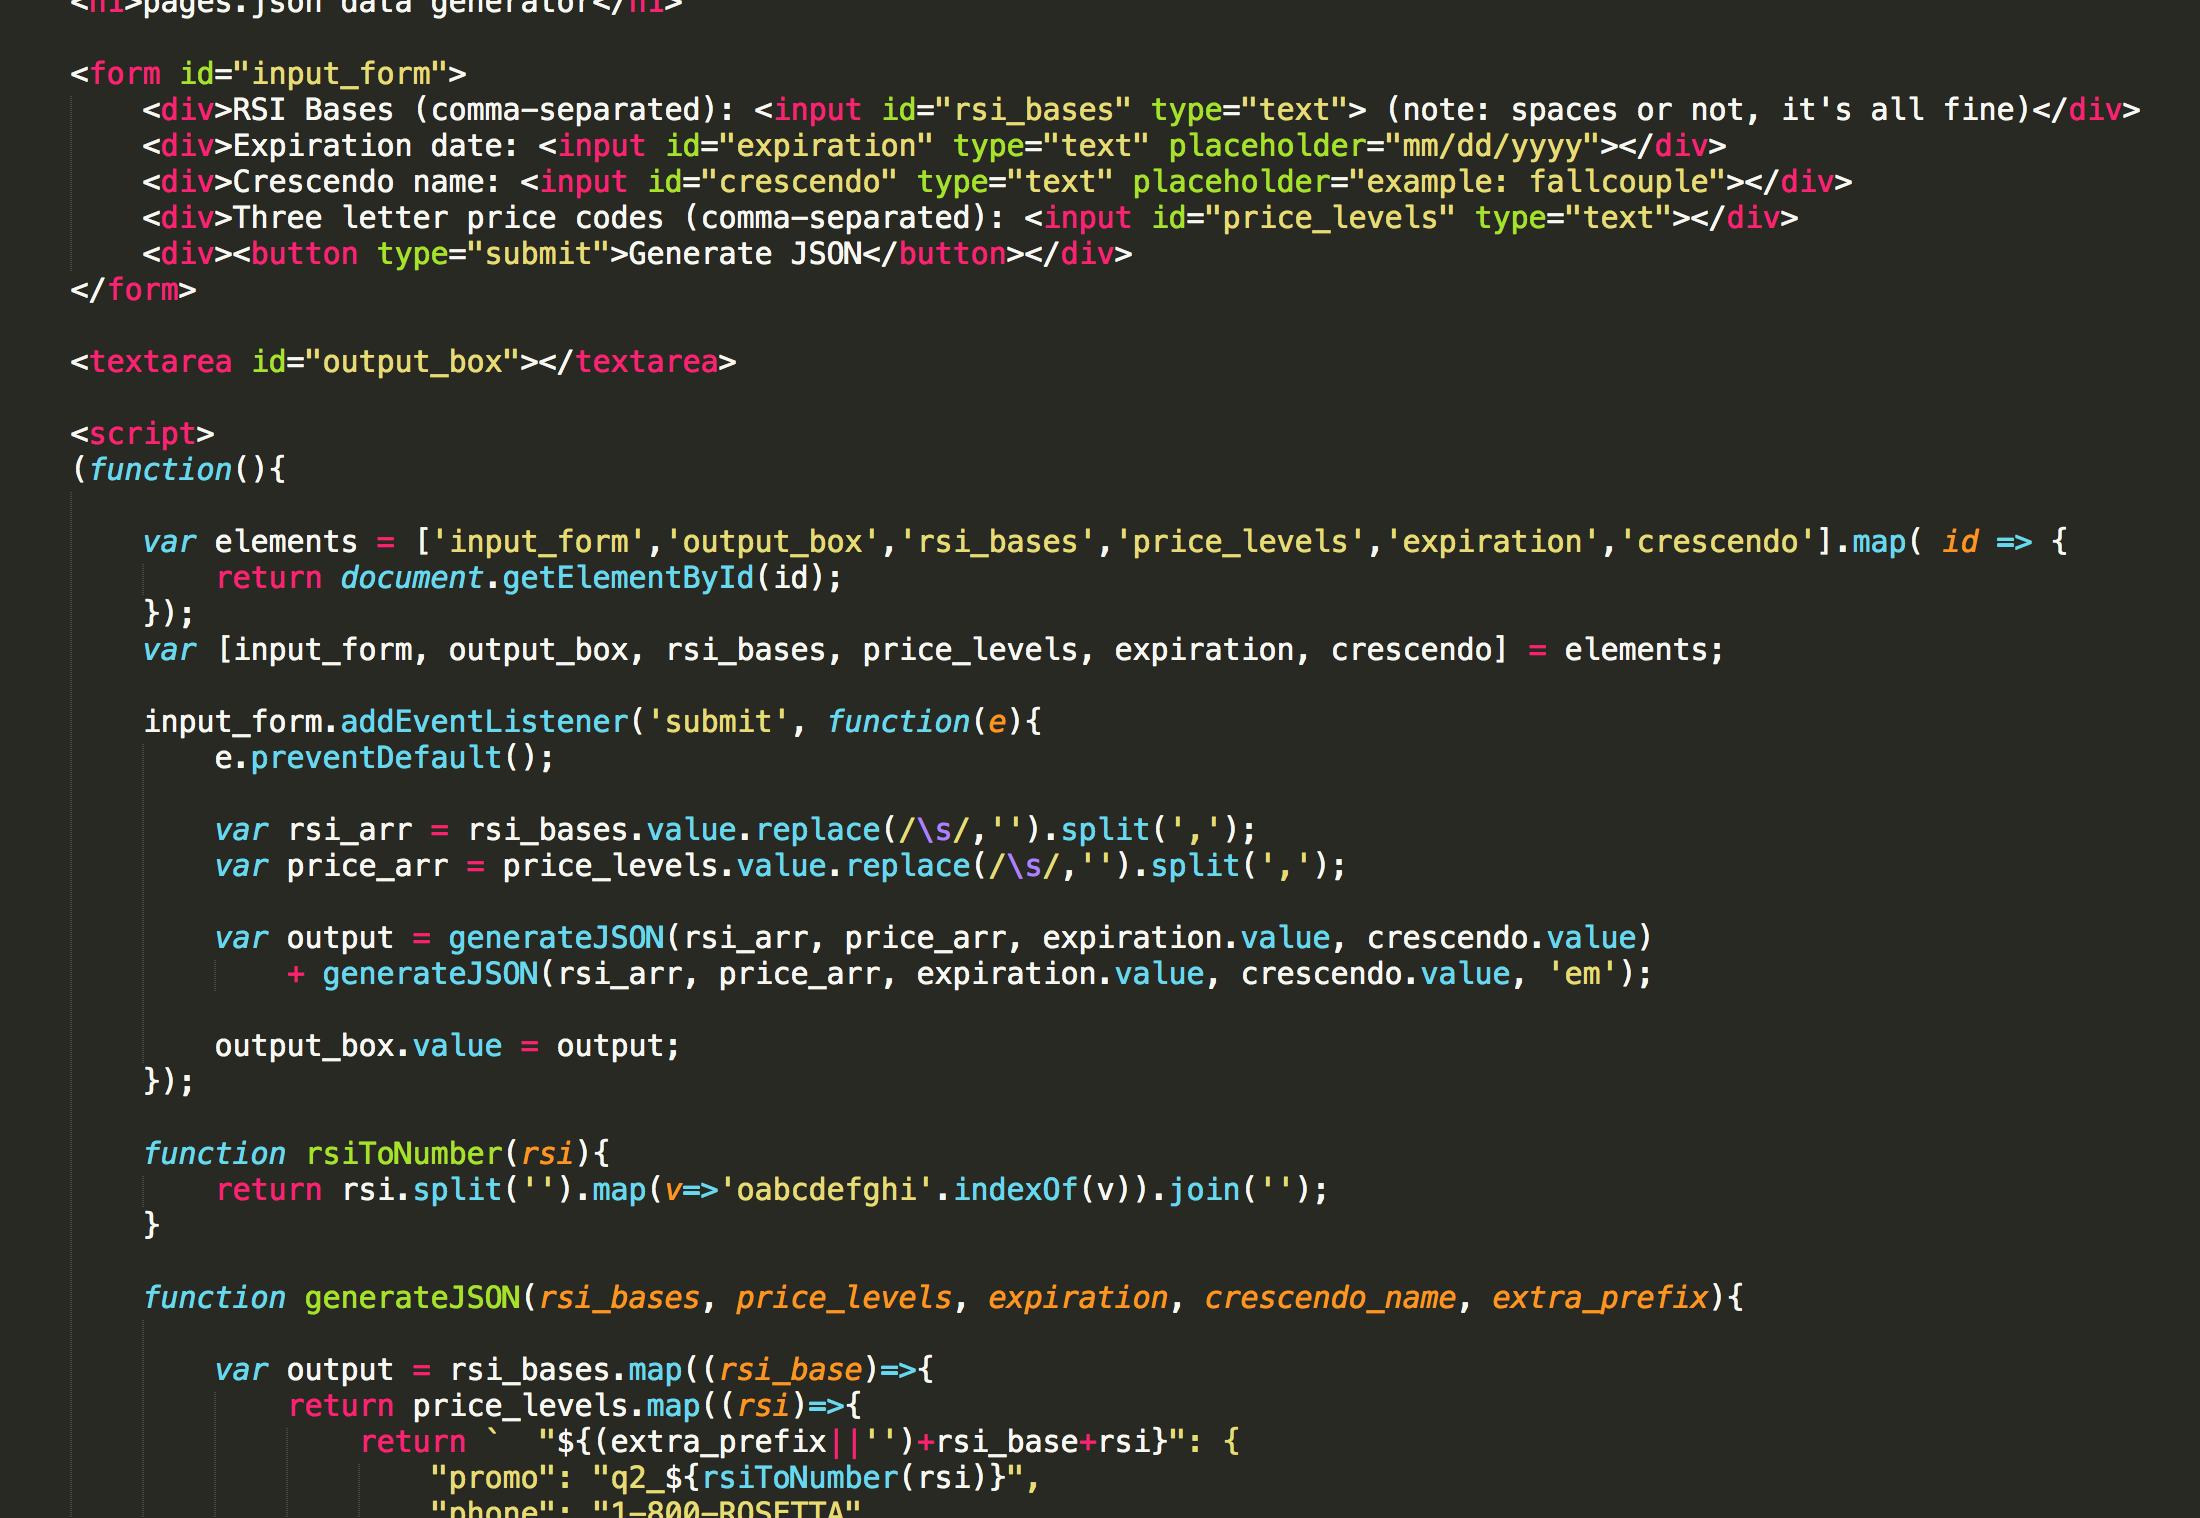 <h1>pages.json data generator</h1>
<form id="input_form">
<div>RSI Bases (comma-separated): <input id="rsi_bases" type="text"> (note: spaces or not, it's all fine)</div>
<div>Expiration date: <input id="expiration" type="text" placeholder="mm/dd/yyyy"></div>
<div>Crescendo name: <input id="crescendo" type="text" placeholder="example: fallcouple"></div>
<div>Three letter price codes (comma-separated): <input id="price_levels" type="text"></div>
<div><button type="submit">Generate JSON</button></div>
</form>
<textarea id="output_box"></textarea>
<script>
(function(){
var elements = ['input_form','output_box','rsi_bases','price_levels','expiration','crescendo'].map( id => {
return document.getElementById(id);
});
var [input_form, output_box, rsi_bases, price_levels, expiration, crescendo] = elements;
input_form.addEventListener('submit', function(e){
e.preventDefault();
var rsi_arr = rsi_bases.value.replace(/\s/,'').split(',');
var price_arr = price_levels.value.replace(/\s/,'').split(',');
var output = generateJSON(rsi_arr, price_arr, expiration.value, crescendo.value)
+ generateJSON(rsi_arr, price_arr, expiration.value, crescendo.value, 'em');
output_box.value = output;
});
function rsiToNumber(rsi){
return rsi.split('').map(v=>'oabcdefghi'.indexOf(v)).join('');
}
function generateJSON(rsi_bases, price_levels, expiration, crescendo_name, extra_prefix){
var output = rsi_bases.map((rsi_base)=>{
return price_levels.map((rsi)=>{
return `  "${(extra_prefix||'')+rsi_base+rsi}": {
"promo": "q2_${rsiToNumber(rsi)}",
"phone": "1-800-ROSETTA"